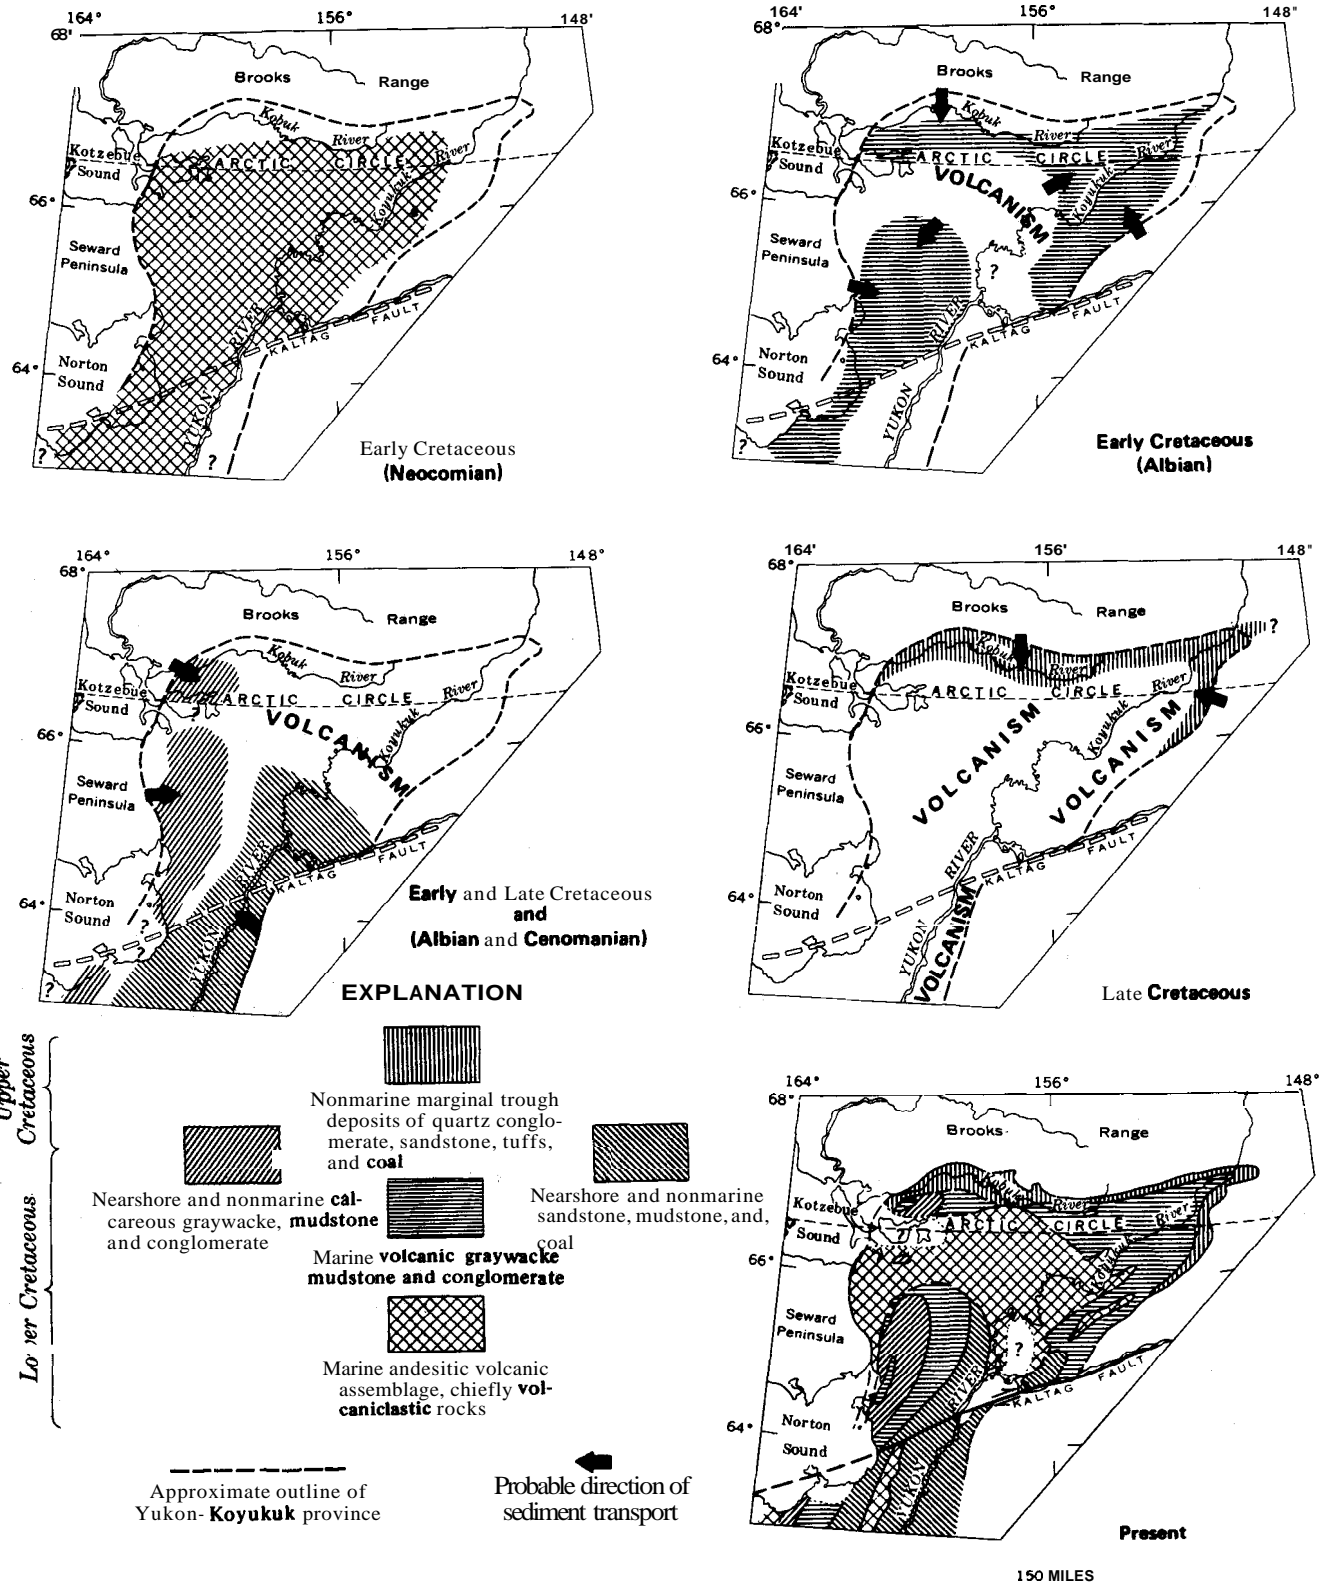 164°
156°
148'
68'
Brooks
Range
Kobuk
River
River
Kotzebue
Sound
ARCTIC CIRCLE
66°
Koyukuk
Seward
Peninsula
RIVER
KALTAG
FAULT
64°
Norton
Sound
YUKON
?
?
Early Cretaceous
(Neocomian)
164°
156°
148"
68°
Brooks
Range
Kobuk
River
River
Kotzebue
Sound
ARCTIC CIRCLE
VOLCANISM
66°
Koyukuk
Seward
Peninsula
?
RIVER
KALTAG
FAULT
64°
Norton
Sound
YUKON
?
Early Cretaceous
(Albian)
164°
156°
148°
68°
Brooks
Range
Kobuk
River
River
Kotzebue
Sound
ARCTIC CIRCLE
?
VOLCANISM
66°
Koyukuk
Seward
Peninsula
RIVER
KALTAG
FAULT
64°
Norton
Sound
?
?
YUKON
?
Early and Late Cretaceous
and
(Albian and Cenomanian)
164'
156'
148"
68°
Brooks
Range
?
Kobuk
River
River
Kotzebue
Sound
ARCTIC CIRCLE
VOLCANISM
VOLCANISM
66°
Koyukuk
Seward
Peninsula
RIVER
KALTAG
FAULT
64°
Norton
Sound
YUKON
VOLCANISM
Late Cretaceous
EXPLANATION
Upper
Cretaceous
Nonmarine marginal trough
deposits of quartz conglo-
merate, sandstone, tuffs,
and coal
Nearshore and nonmarine cal-
careous graywacke, mudstone
and conglomerate
Nearshore and nonmarine
sandstone, mudstone, and,
coal
Marine volcanic graywacke
mudstone and conglomerate
Lower Cretaceous
Marine andesitic volcanic
assemblage, chiefly vol-
caniclastic rocks
Approximate outline of
Yukon-Koyukuk province
Probable direction of
sediment transport
164°
156°
148°
68°
Brooks
Range
Kobuk
River
River
Kotzebue
Sound
ARCTIC CIRCLE
?
66°
Koyukuk
Seward
Peninsula
?
RIVER
KALTAG
FAULT
64°
Norton
Sound
YUKON
Present
150 MILES